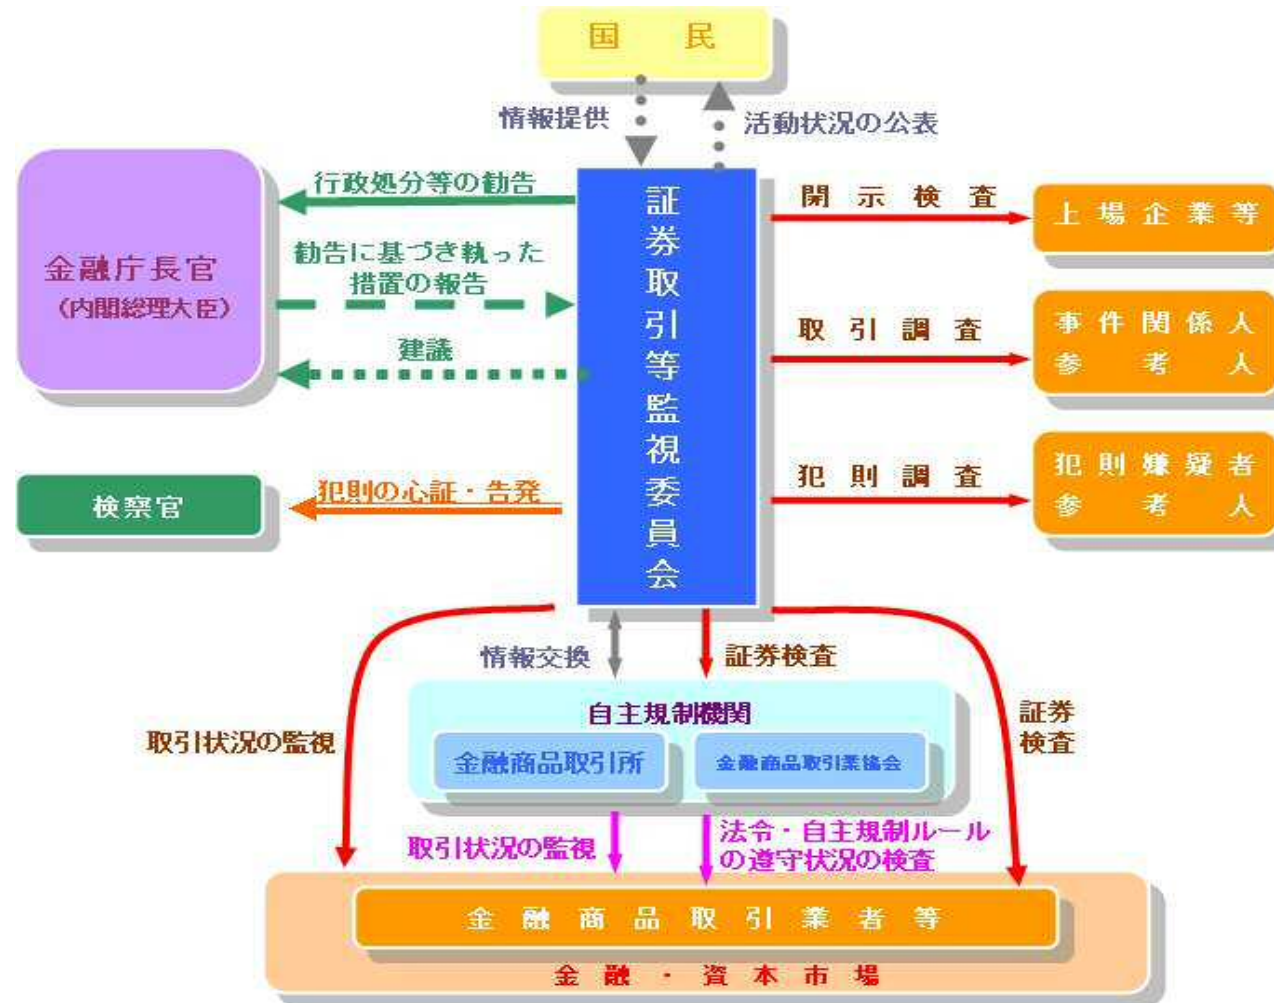 国民
情報提供
活動状況の公表
行政処分等の勧告
金融庁長官
(内閣総理大臣)
勧告に基づき執った
措置の報告
建議
検察官
犯則の心証・告発
証券取引等監視委員会
開示検査
上場企業等
取引調査
事件関係人
参考人
犯則調査
犯則嫌疑者
参考人
情報交換
証券検査
取引状況の監視
証券
検査
自主規制機関
金融商品取引所
金融商品取引業協会
取引状況の監視
法令・自主規制ルール
の遵守状況の検査
金融商品取引業者等
金融・資本市場